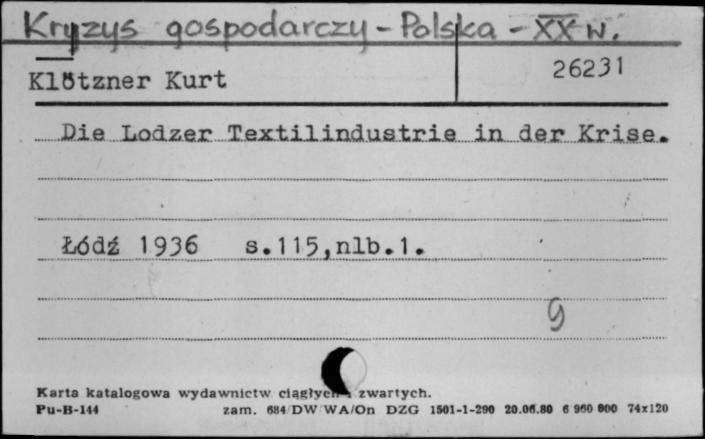 Kryzys gospodarczy - Polska - XX w.
Klötzner Kurt
26231
Die Lodzer Textilindustrie in der Krise.
Łódź 1936 s.115,nlb.1.
g
Karta katalogowa wydawnictw ciągłych i zwartych.
Pu-B-144 zam. 684/DW WA/On DZG 1501-1-290 20.06.80 6 960 000 74x120